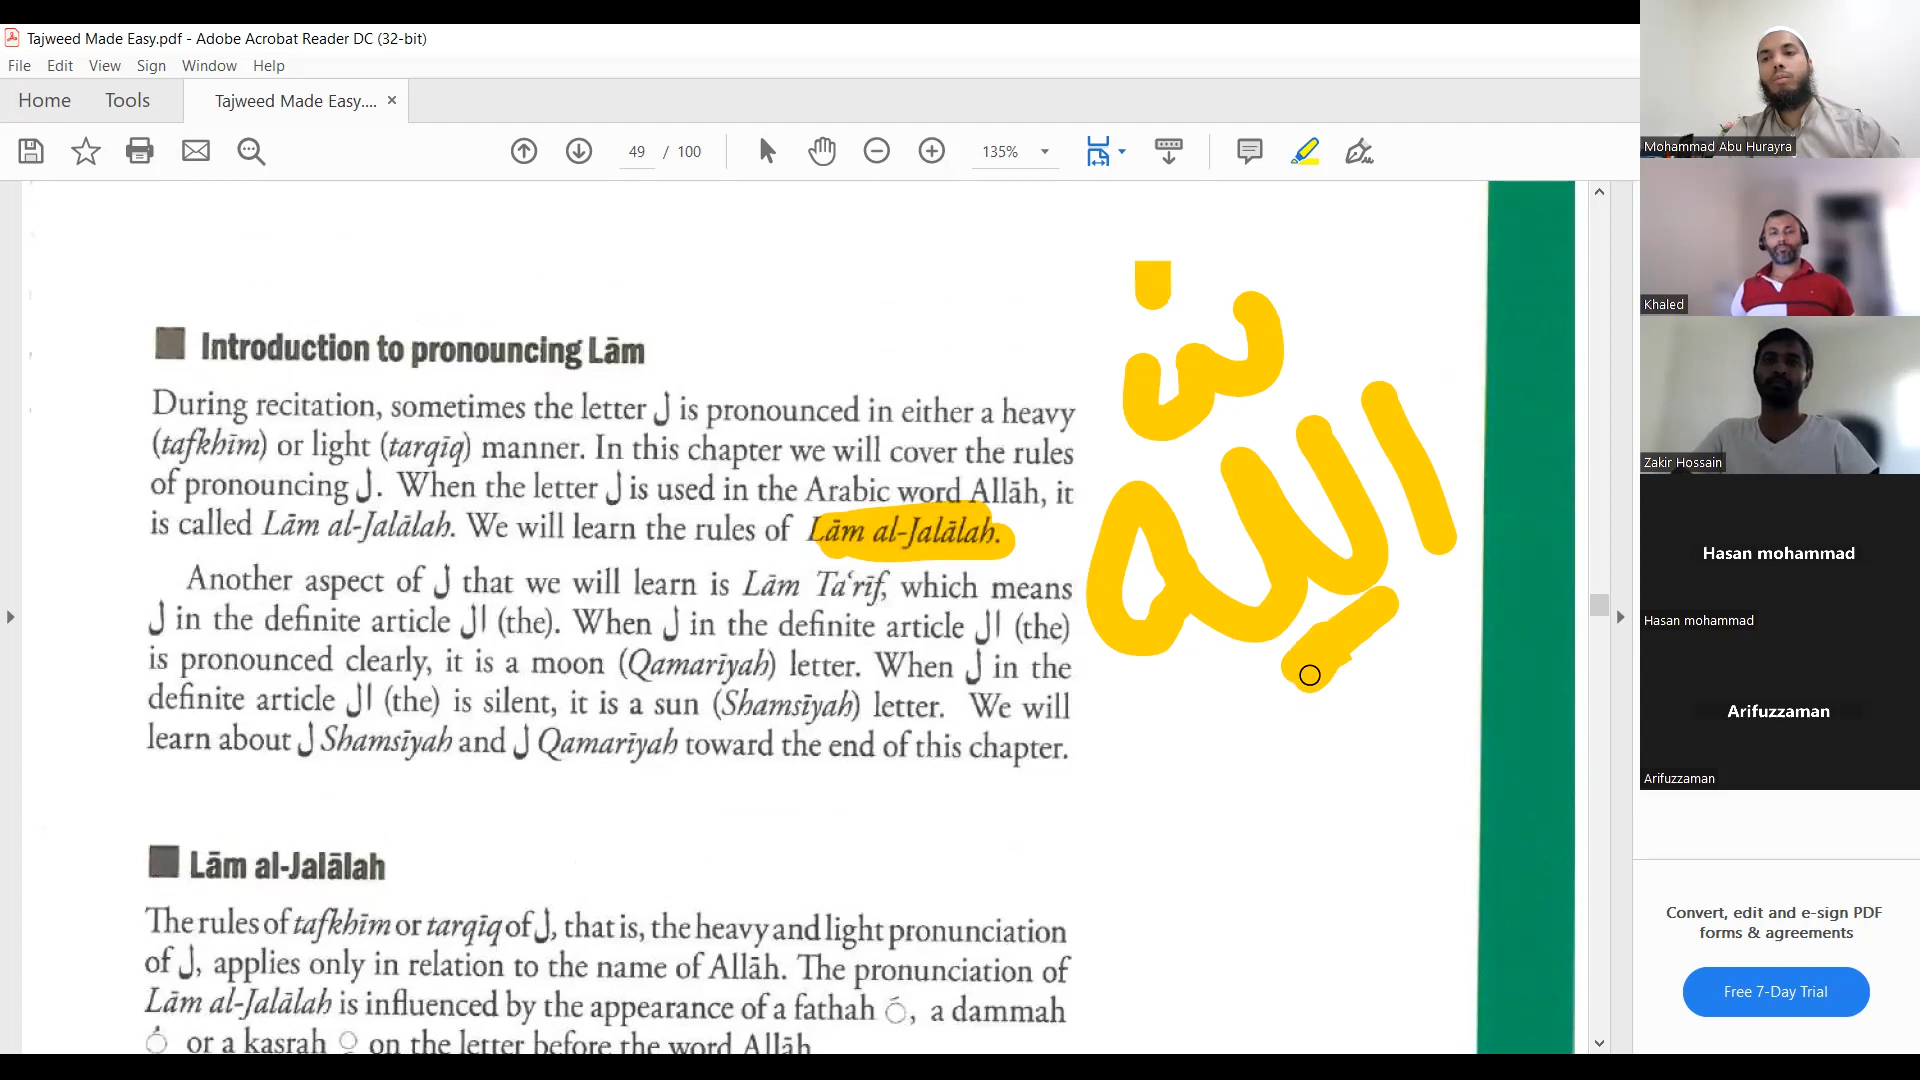 Tajweed Made Easy.pdf - Adobe Acrobat Reader DC (32-bit)
File Edit View Sign Window Help
Home Tools Tajweed Made Easy....
49 / 100 135%
Introduction to pronouncing Lām
During recitation, sometimes the letter ل is pronounced in either a heavy
(tafkhīm) or light (tarqīq) manner. In this chapter we will cover the rules
of pronouncing ل. When the letter ل is used in the Arabic word Allāh, it
is called Lām al-Jalālah. We will learn the rules of Lām al-Jalālah.
Another aspect of ل that we will learn is Lām Ta‘rīf, which means
ل in the definite article ال (the). When ل in the definite article ال (the)
is pronounced clearly, it is a moon (Qamarīyah) letter. When ل in the
definite article ال (the) is silent, it is a sun (Shamsīyah) letter. We will
learn about ل Shamsīyah and ل Qamarīyah toward the end of this chapter.
Lām al-Jalālah
The rules of tafkhīm or tarqīq of ل, that is, the heavy and light pronunciation
of ل, applies only in relation to the name of Allāh. The pronunciation of
Lām al-Jalālah is influenced by the appearance of a fathah ◌َ, a dammah
◌ُ or a kasrah ◌ِ on the letter before the word Allāh
الله
Mohammad Abu Hurayra
Khaled
Zakir Hossain
Hasan mohammad
Hasan mohammad
Arifuzzaman
Arifuzzaman
Convert, edit and e-sign PDF
forms & agreements
Free 7-Day Trial